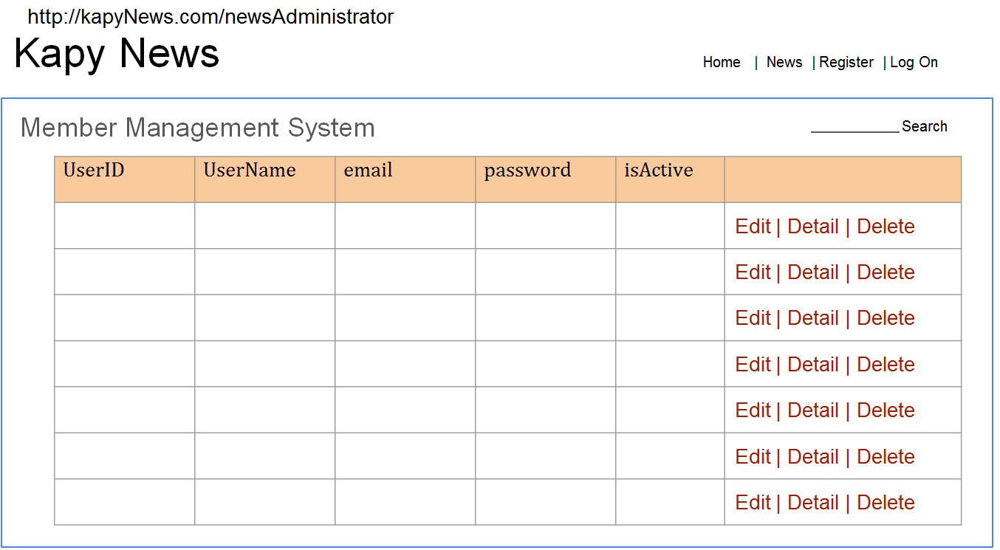 http://kapyNews.com/newsAdministrator
Kapy News
Home | News | Register | Log On
Member Management System
____________Search
UserID UserName email password isActive
Edit | Detail | Delete
Edit | Detail | Delete
Edit | Detail | Delete
Edit | Detail | Delete
Edit | Detail | Delete
Edit | Detail | Delete
Edit | Detail | Delete